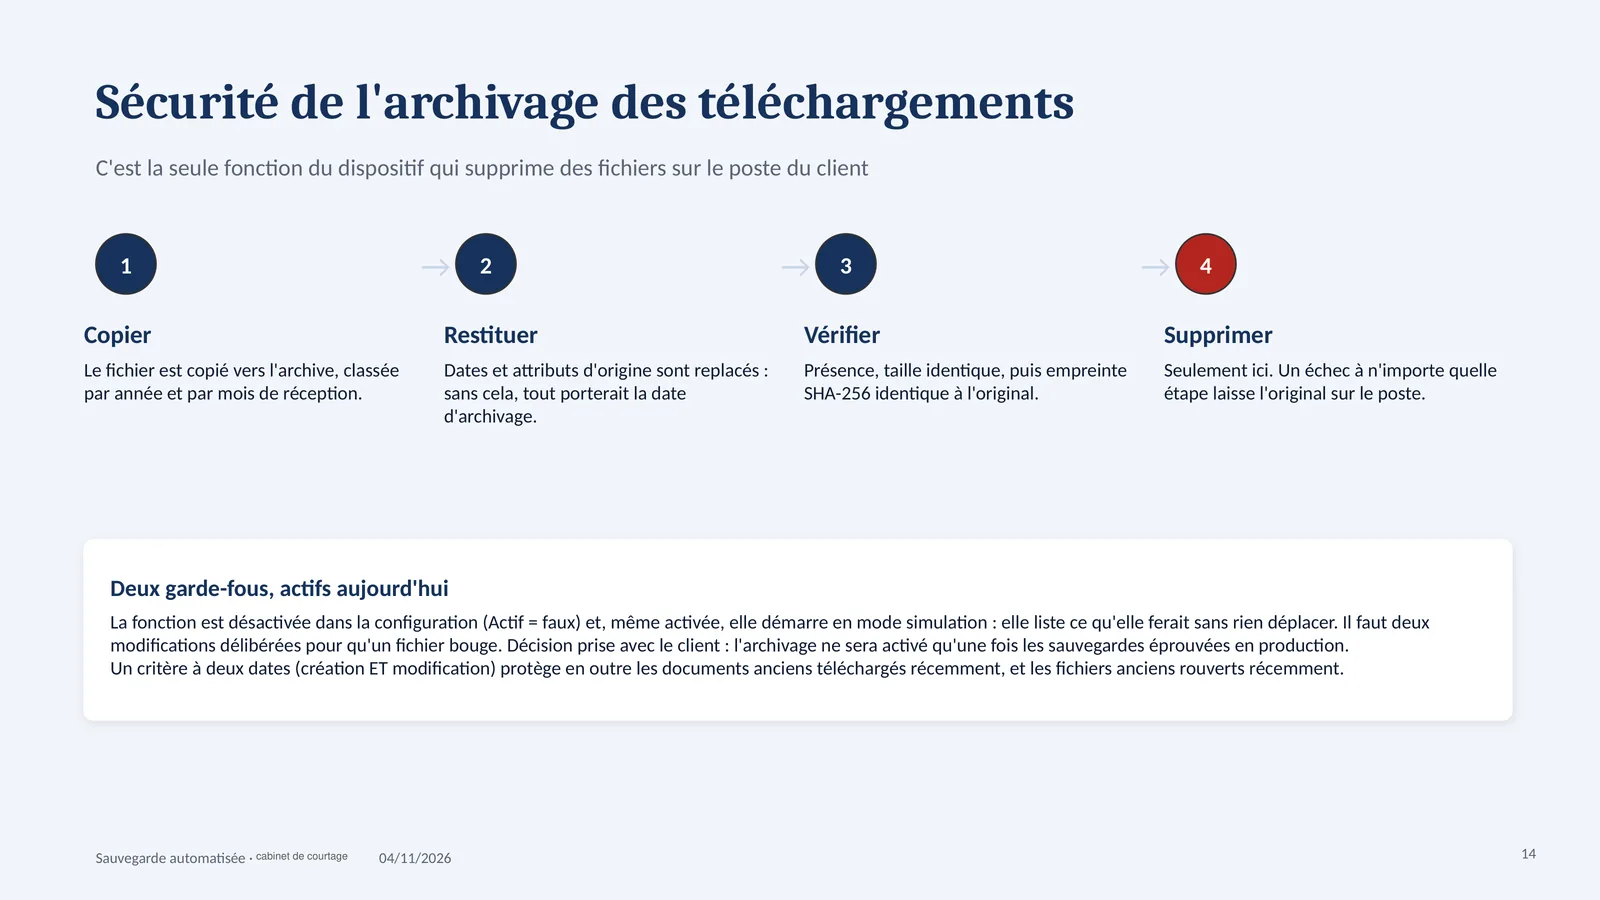 Sécurité de l'archivage des téléchargements
C'est la seule fonction du dispositif qui supprime des fichiers sur le poste du client
1
→
2
→
3
→
4
Copier
Le fichier est copié vers l'archive, classée
par année et par mois de réception.
Restituer
Dates et attributs d'origine sont replacés :
sans cela, tout porterait la date
d'archivage.
Vérifier
Présence, taille identique, puis empreinte
SHA-256 identique à l'original.
Supprimer
Seulement ici. Un échec à n'importe quelle
étape laisse l'original sur le poste.
Deux garde-fous, actifs aujourd'hui
La fonction est désactivée dans la configuration (Actif = faux) et, même activée, elle démarre en mode simulation : elle liste ce qu'elle ferait sans rien déplacer. Il faut deux
modifications délibérées pour qu'un fichier bouge. Décision prise avec le client : l'archivage ne sera activé qu'une fois les sauvegardes éprouvées en production.
Un critère à deux dates (création ET modification) protège en outre les documents anciens téléchargés récemment, et les fichiers anciens rouverts récemment.
Sauvegarde automatisée · cabinet de courtage 04/11/2026
14